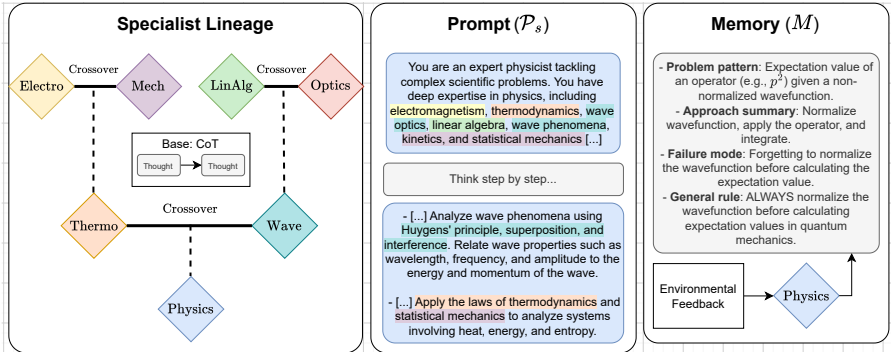 Specialist Lineage
Electro
Crossover
Mech
LinAlg
Crossover
Optics
Base: CoT
Thought
Thought
Thermo
Crossover
Wave
Physics
Prompt (𝒫ₛ)
You are an expert physicist tackling
complex scientific problems. You have
deep expertise in physics, including
electromagnetism, thermodynamics, wave
optics, linear algebra, wave phenomena,
kinetics, and statistical mechanics [...]
Think step by step...
- [...] Analyze wave phenomena using
Huygens' principle, superposition, and
interference. Relate wave properties such as
wavelength, frequency, and amplitude to the
energy and momentum of the wave.
- [...] Apply the laws of thermodynamics and
statistical mechanics to analyze systems
involving heat, energy, and entropy.
Memory (M)
- Problem pattern: Expectation value of
an operator (e.g., p²) given a non-
normalized wavefunction.
- Approach summary: Normalize
wavefunction, apply the operator, and
integrate.
- Failure mode: Forgetting to normalize
the wavefunction before calculating the
expectation value.
- General rule: ALWAYS normalize the
wavefunction before calculating
expectation values in quantum
mechanics.
Environmental
Feedback
Physics